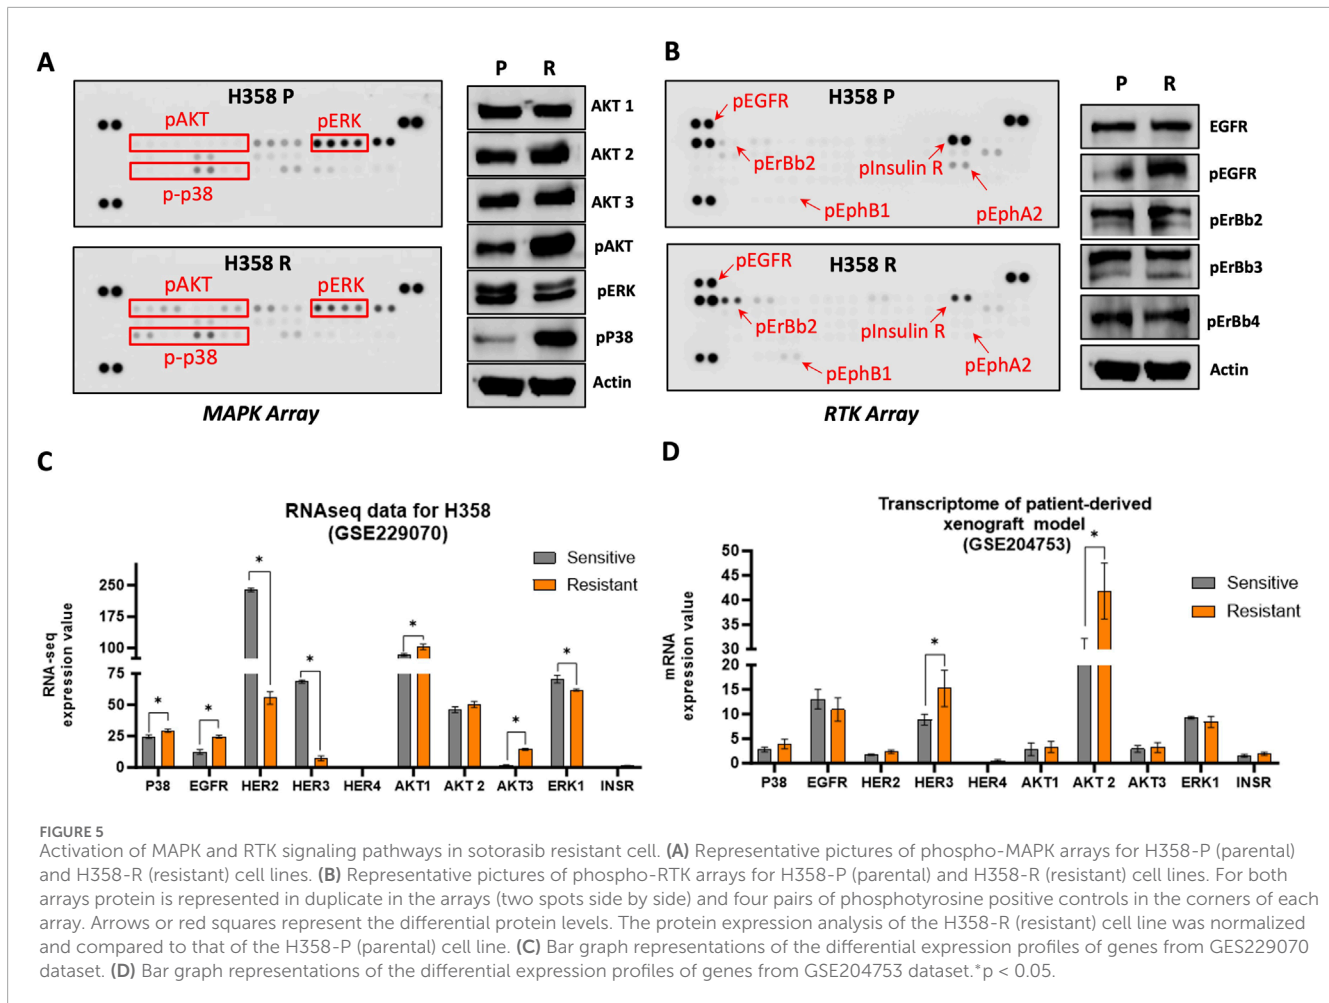 A
H358 P
pAKT
pERK
p-p38
H358 R
pAKT
pERK
p-p38
MAPK Array
P R
AKT 1
AKT 2
AKT 3
pAKT
pERK
pP38
Actin
B
H358 P
pEGFR
pErBb2
pInsulin R
pEphB1
pEphA2
H358 R
pEGFR
pErBb2
pInsulin R
pEphB1
pEphA2
RTK Array
P R
EGFR
pEGFR
pErBb2
pErBb3
pErBb4
Actin
C
RNAseq data for H358
(GSE229070)
Sensitive
Resistant
RNA-seq
expression value
250
175
100
75
50
25
0
* * * * * * *
P38 EGFR HER2 HER3 HER4 AKT1 AKT 2 AKT3 ERK1 INSR
D
Transcriptome of patient-derived
xenograft model
(GSE204753)
Sensitive
Resistant
mRNA
expression value
50
45
40
35
30
20
15
10
5
0
* *
P38 EGFR HER2 HER3 HER4 AKT1 AKT 2 AKT3 ERK1 INSR
FIGURE 5
Activation of MAPK and RTK signaling pathways in sotorasib resistant cell. (A) Representative pictures of phospho-MAPK arrays for H358-P (parental)
and H358-R (resistant) cell lines. (B) Representative pictures of phospho-RTK arrays for H358-P (parental) and H358-R (resistant) cell lines. For both
arrays protein is represented in duplicate in the arrays (two spots side by side) and four pairs of phosphotyrosine positive controls in the corners of each
array. Arrows or red squares represent the differential protein levels. The protein expression analysis of the H358-R (resistant) cell line was normalized
and compared to that of the H358-P (parental) cell line. (C) Bar graph representations of the differential expression profiles of genes from GES229070
dataset. (D) Bar graph representations of the differential expression profiles of genes from GSE204753 dataset.*p < 0.05.